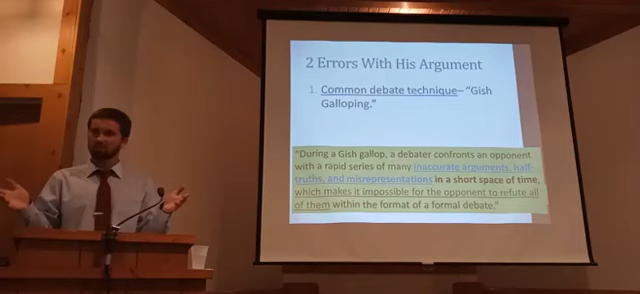 2 Errors With His Argument
1. Common debate technique– "Gish
Galloping."
"During a Gish gallop, a debater confronts an opponent
with a rapid series of many inaccurate arguments, half-
truths, and misrepresentations in a short space of time,
which makes it impossible for the opponent to refute all
of them within the format of a formal debate."